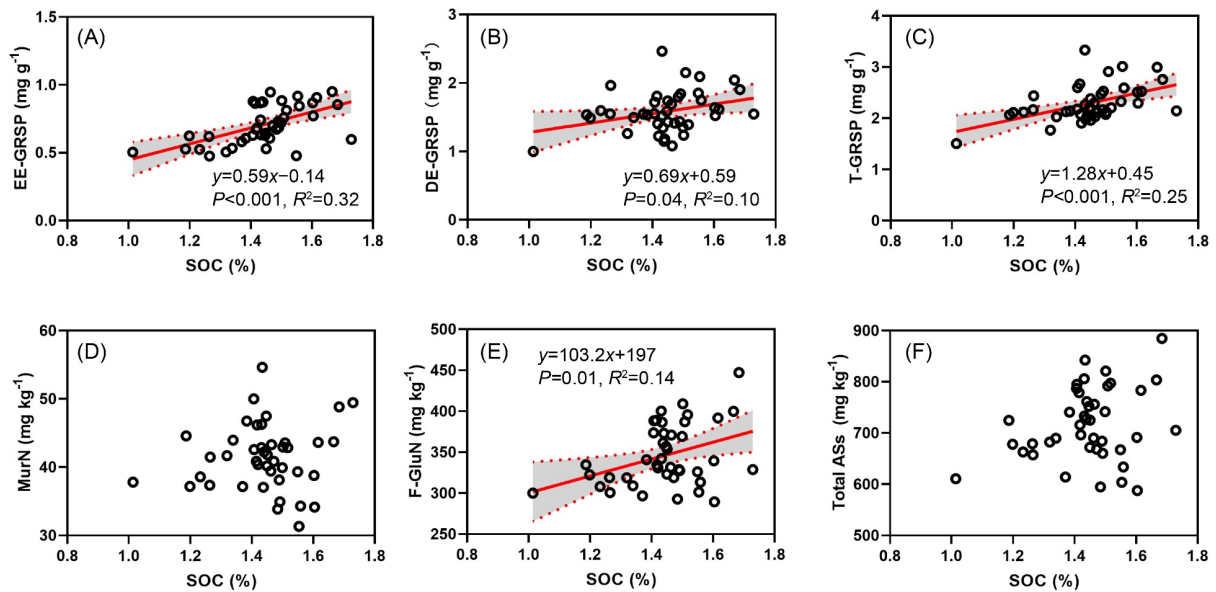 (A)
EE-GRSP (mg g⁻¹)
1.5
1.0
0.5
0.0
y=0.59x−0.14
P<0.001, R²=0.32
0.8 1.0 1.2 1.4 1.6 1.8
SOC (%)
(B)
DE-GRSP (mg g⁻¹)
3
2
1
0
y=0.69x+0.59
P=0.04, R²=0.10
0.8 1.0 1.2 1.4 1.6 1.8
SOC (%)
(C)
T-GRSP (mg g⁻¹)
4
3
2
1
0
y=1.28x+0.45
P<0.001, R²=0.25
0.8 1.0 1.2 1.4 1.6 1.8
SOC (%)
(D)
MurN (mg kg⁻¹)
60
50
40
30
0.8 1.0 1.2 1.4 1.6 1.8
SOC (%)
(E)
F-GluN (mg kg⁻¹)
500
450
400
350
300
250
y=103.2x+197
P=0.01, R²=0.14
0.8 1.0 1.2 1.4 1.6 1.8
SOC (%)
(F)
Total ASs (mg kg⁻¹)
900
800
700
600
500
0.8 1.0 1.2 1.4 1.6 1.8
SOC (%)